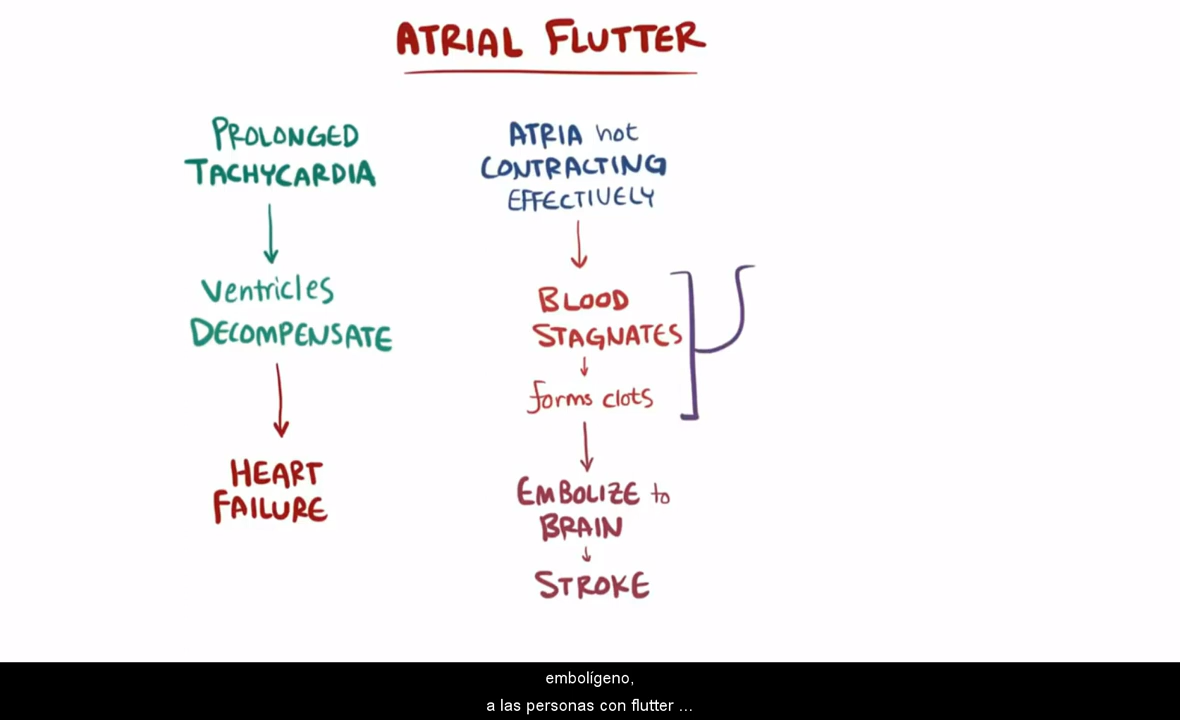 ATRIAL FLUTTER
PROLONGED
TACHYCARDIA
Ventricles
DECOMPENSATE
HEART
FAILURE
ATRIA not
CONTRACTING
EFFECTIVELY
BLOOD
STAGNATES
forms clots
EMBOLIZE to
BRAIN
STROKE
embolígeno,
a las personas con flutter ...